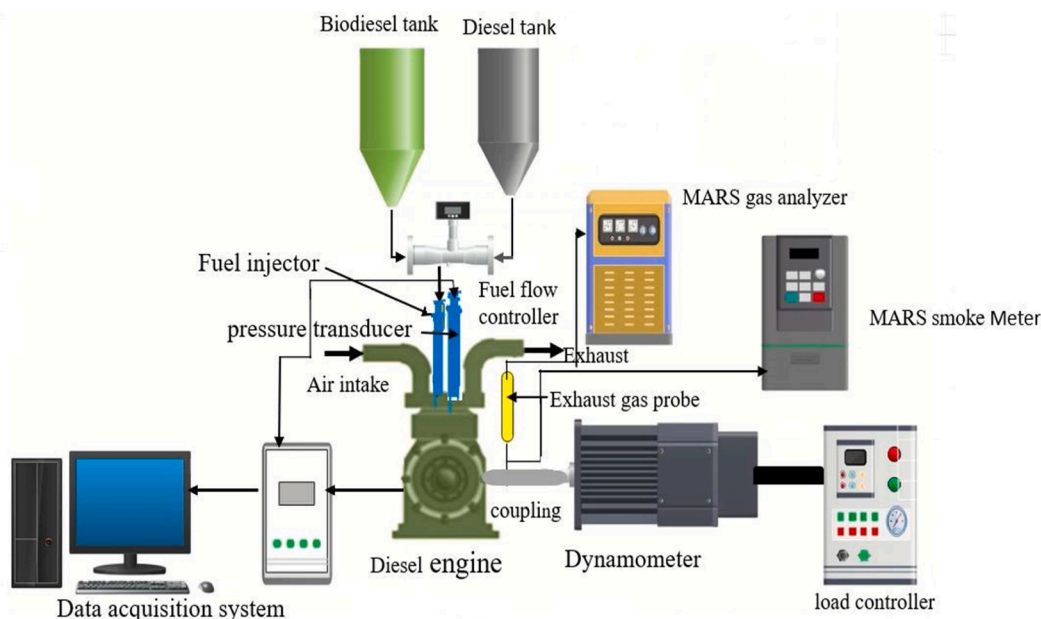 Biodiesel tank
Diesel tank
MARS gas analyzer
Fuel injector
Fuel flow
controller
pressure transducer
MARS smoke Meter
Exhaust
Air intake
Exhaust gas probe
coupling
Diesel engine
Dynamometer
Data acquisition system
load controller